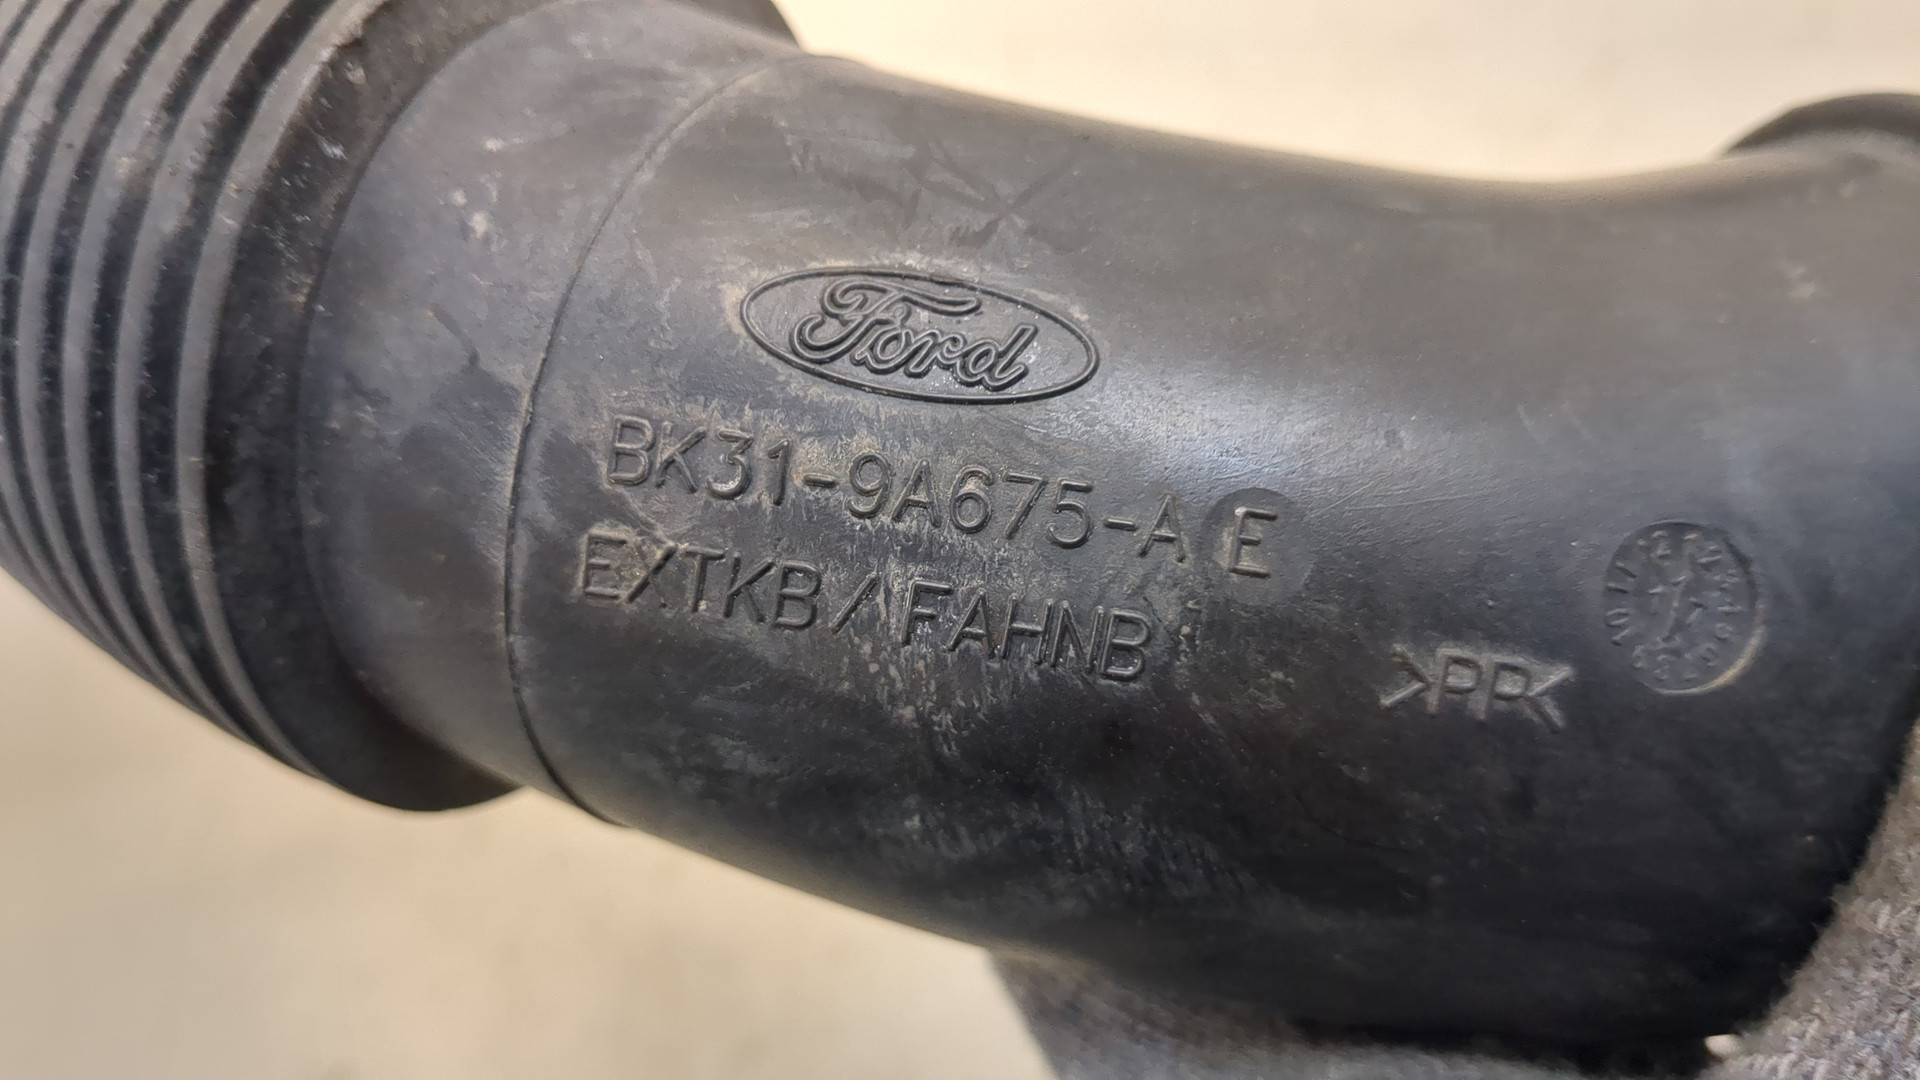 Ford
BK31-9A675-A E
EXTKB / FAHNB
>PP<